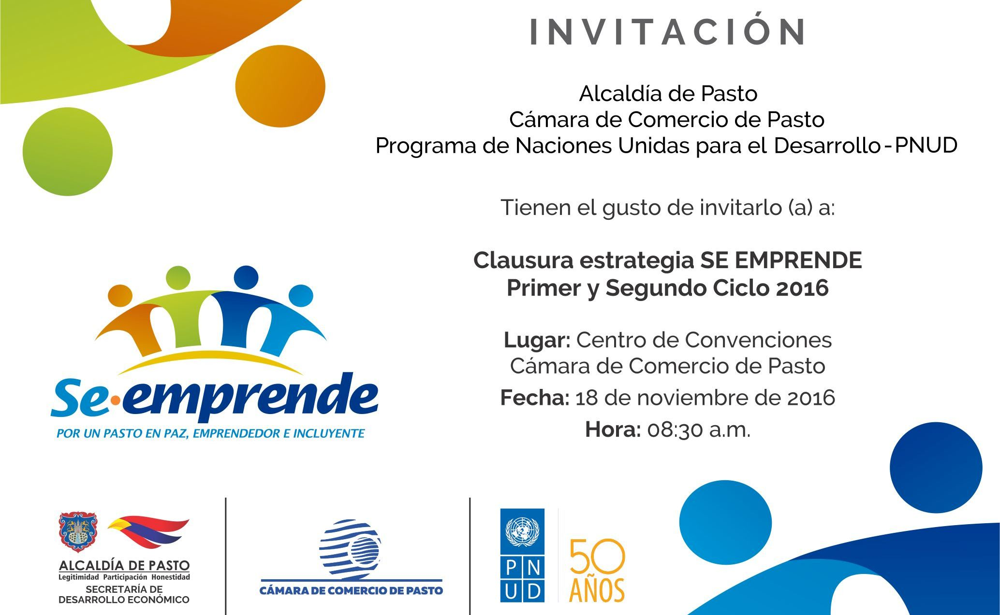 INVITACIÓN
Alcaldía de Pasto
Cámara de Comercio de Pasto
Programa de Naciones Unidas para el Desarrollo - PNUD
Tienen el gusto de invitarlo (a) a:
Clausura estrategia SE EMPRENDE
Primer y Segundo Ciclo 2016
Lugar: Centro de Convenciones
Cámara de Comercio de Pasto
Fecha: 18 de noviembre de 2016
Hora: 08:30 a.m.
Se·emprende
POR UN PASTO EN PAZ, EMPRENDEDOR E INCLUYENTE
ALCALDÍA DE PASTO
Legitimidad Participación Honestidad
SECRETARÍA DE
DESARROLLO ECONÓMICO
CÁMARA DE COMERCIO DE PASTO
P N
U D
50
AÑOS